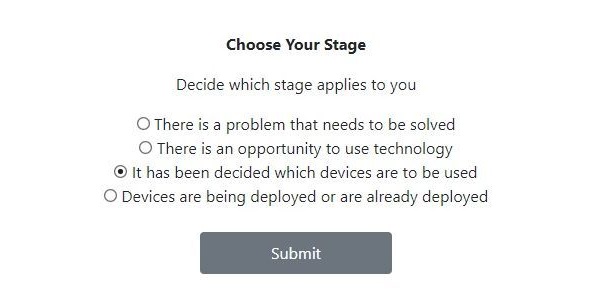 Choose Your Stage
Decide which stage applies to you
There is a problem that needs to be solved
There is an opportunity to use technology
It has been decided which devices are to be used
Devices are being deployed or are already deployed
Submit